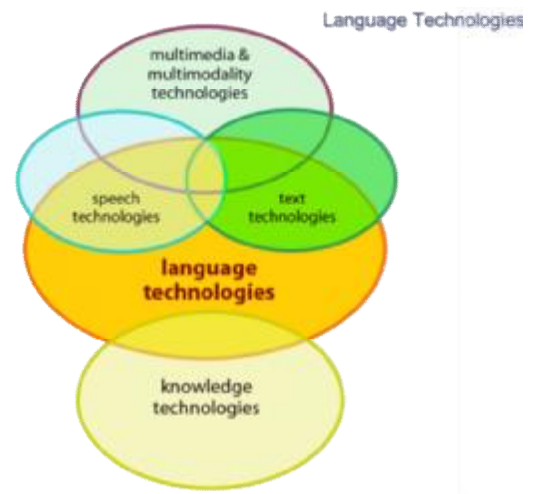 Language Technologies
multimedia &
multimodality
technologies
speech
technologies
text
technologies
language
technologies
knowledge
technologies